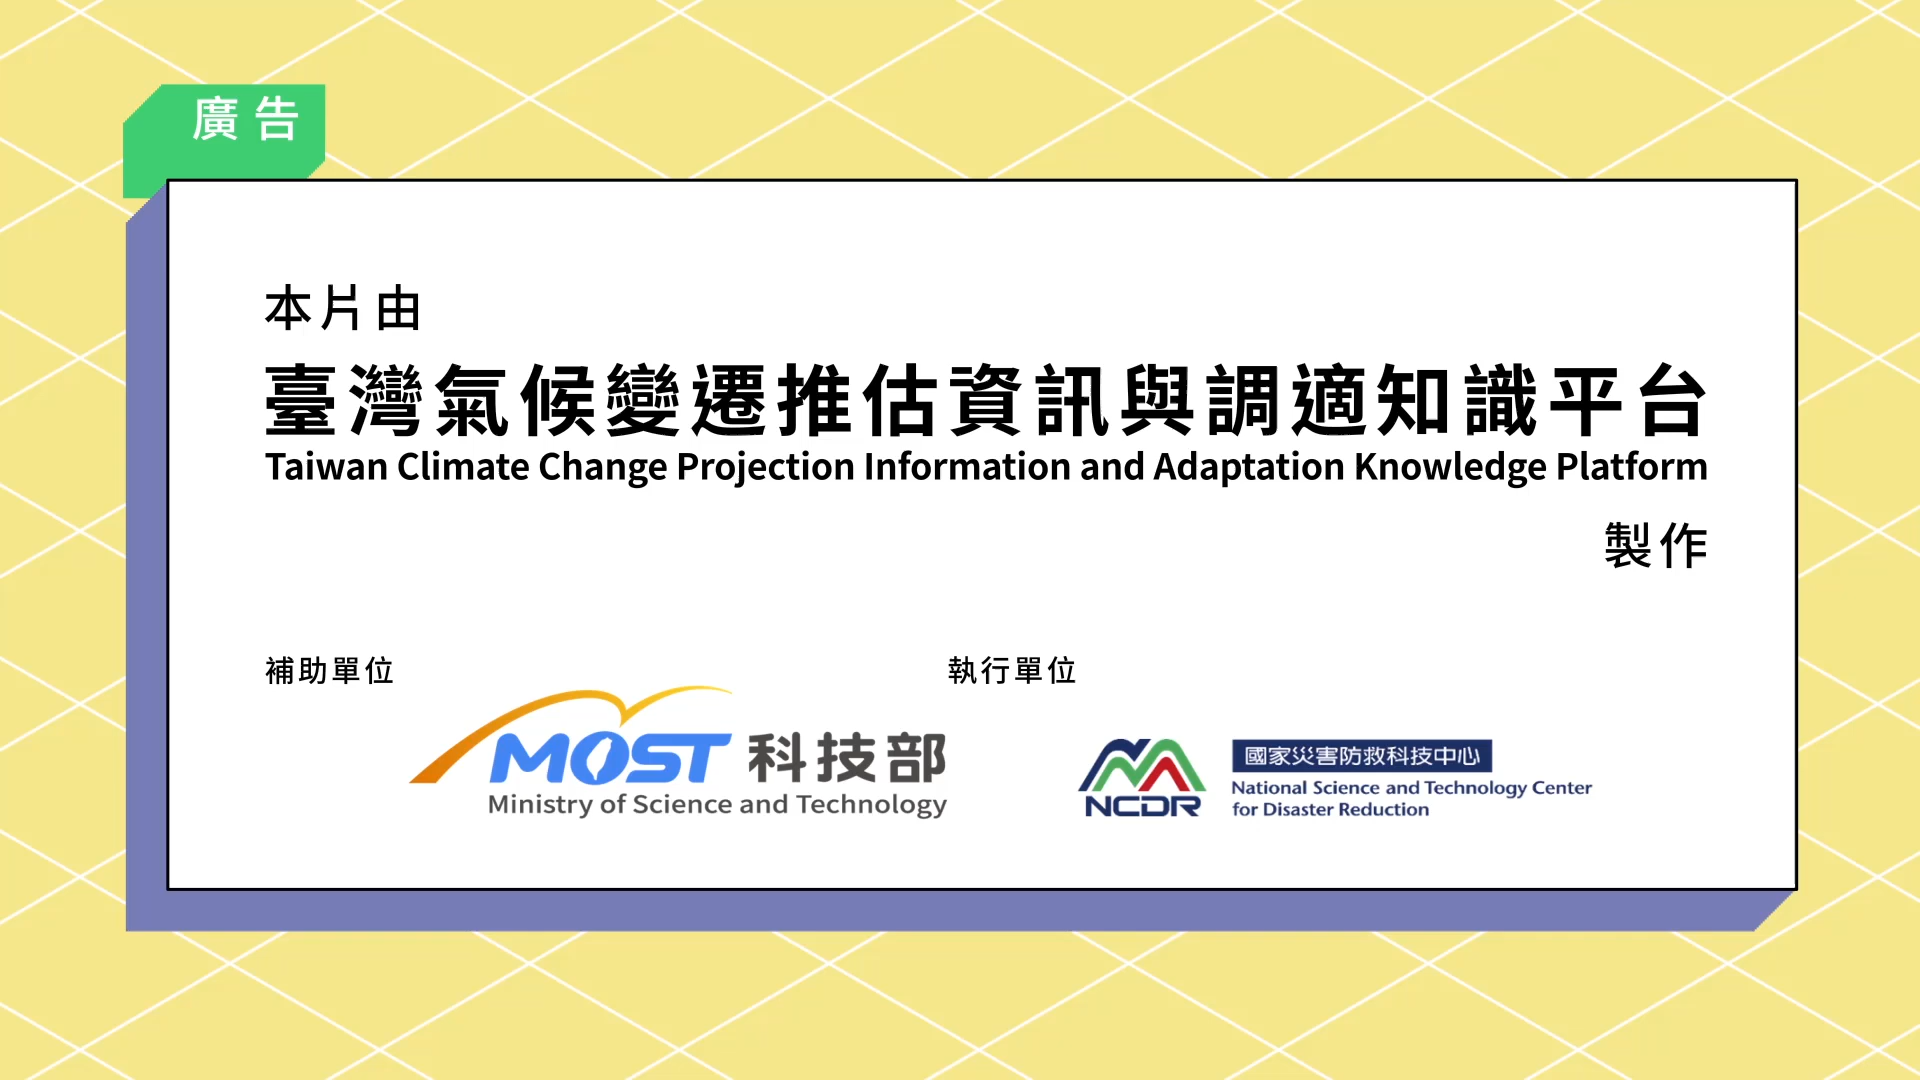 廣告
本片由
臺灣氣候變遷推估資訊與調適知識平台
Taiwan Climate Change Projection Information and Adaptation Knowledge Platform
製作
補助單位
執行單位
MOST 科技部
Ministry of Science and Technology
NCDR
國家災害防救科技中心
National Science and Technology Center
for Disaster Reduction